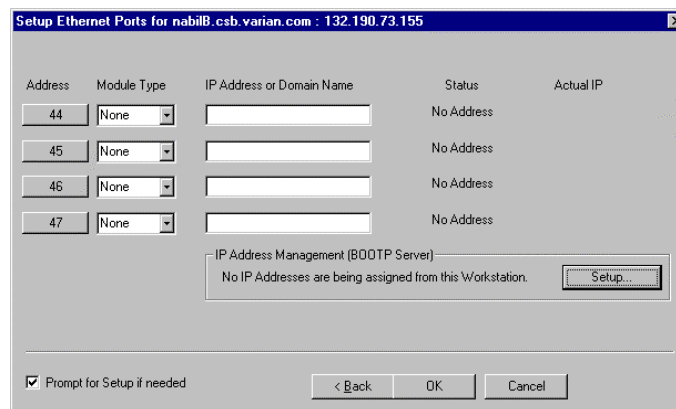 Setup Ethernet Ports for nabilB.csb.varian.com : 132.190.73.155
Address Module Type IP Address or Domain Name Status Actual IP
44 None No Address
45 None No Address
46 None No Address
47 None No Address
IP Address Management (BOOTP Server)
No IP Addresses are being assigned from this Workstation. Setup...
Prompt for Setup if needed < Back OK Cancel